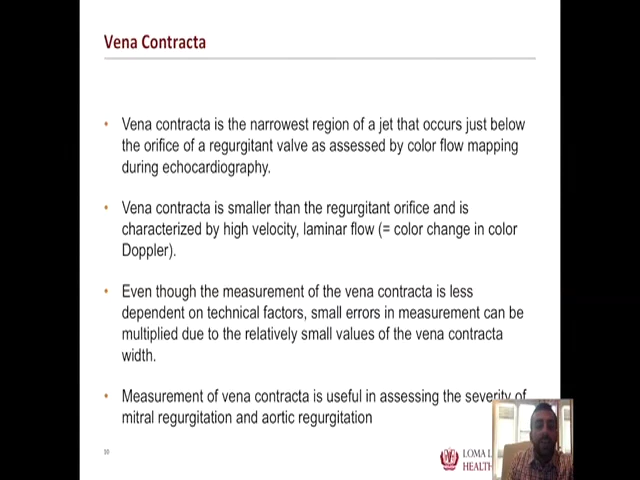 Vena Contracta
• Vena contracta is the narrowest region of a jet that occurs just below
the orifice of a regurgitant valve as assessed by color flow mapping
during echocardiography.
• Vena contracta is smaller than the regurgitant orifice and is
characterized by high velocity, laminar flow (= color change in color
Doppler).
• Even though the measurement of the vena contracta is less
dependent on technical factors, small errors in measurement can be
multiplied due to the relatively small values of the vena contracta
width.
• Measurement of vena contracta is useful in assessing the severity of
mitral regurgitation and aortic regurgitation
LOMA L
HEALTH